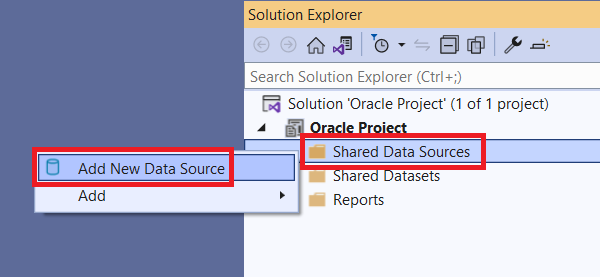 Solution Explorer
Search Solution Explorer (Ctrl+;)
Solution 'Oracle Project' (1 of 1 project)
Oracle Project
Shared Data Sources
Add New Data Source
Shared Datasets
Add
Reports